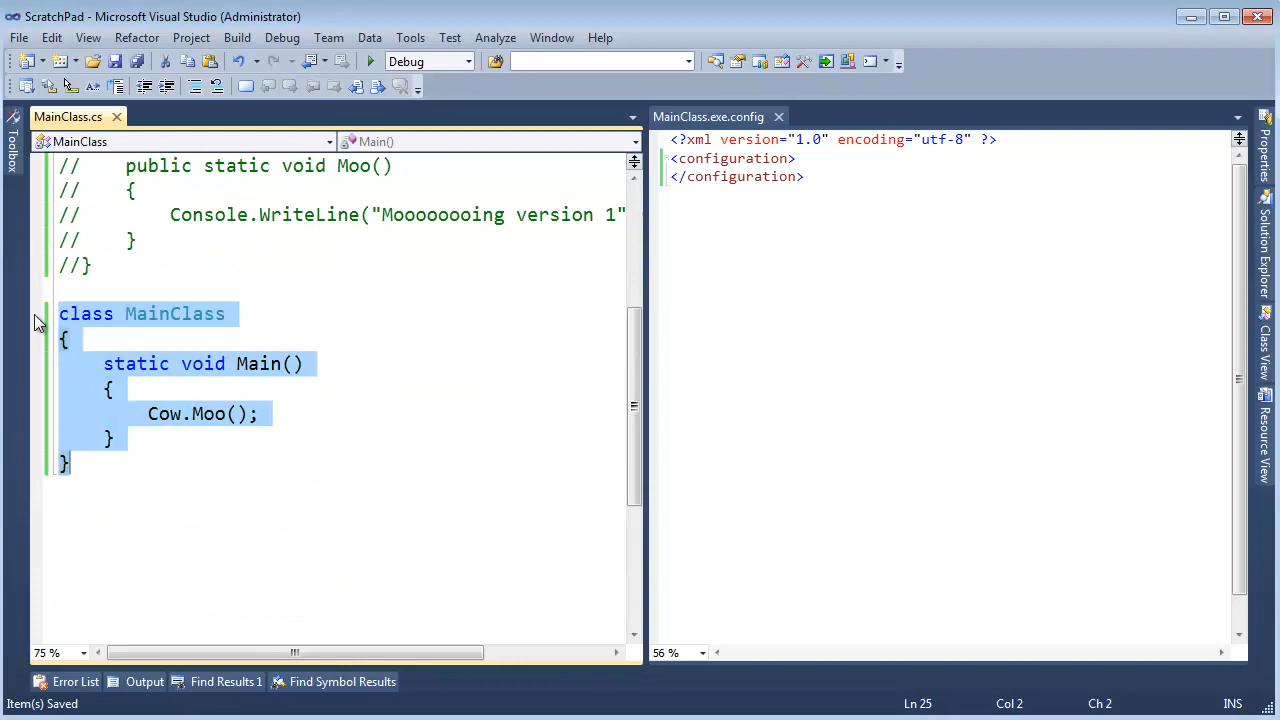 ScratchPad - Microsoft Visual Studio (Administrator)
File Edit View Refactor Project Build Debug Team Data Tools Test Analyze Window Help
Debug
MainClass.cs
MainClass.exe.config
MainClass
Main()
Toolbox
// public static void Moo()
// {
// Console.WriteLine("Moooooooing version 1"
// }
//}
class MainClass
{
static void Main()
{
Cow.Moo();
}
}
75 %
<?xml version="1.0" encoding="utf-8" ?>
<configuration>
</configuration>
56 %
Properties
Solution Explorer
Class View
Resource View
Error List Output Find Results 1 Find Symbol Results
Item(s) Saved Ln 25 Col 2 Ch 2 INS